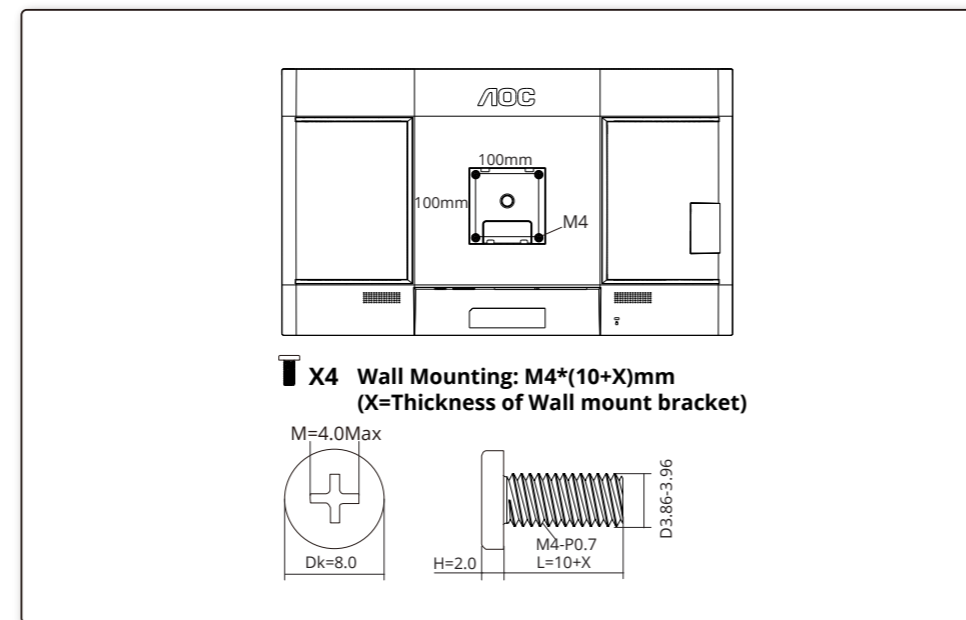 AOC
100mm
100mm
M4
X4 Wall Mounting: M4*(10+X)mm
(X=Thickness of Wall mount bracket)
M=4.0Max
D3.86-3.96
M4-P0.7
Dk=8.0
H=2.0
L=10+X